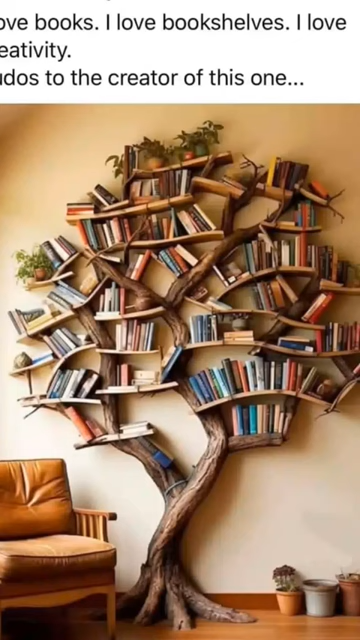 ove books. I love bookshelves. I love
eativity.
udos to the creator of this one...